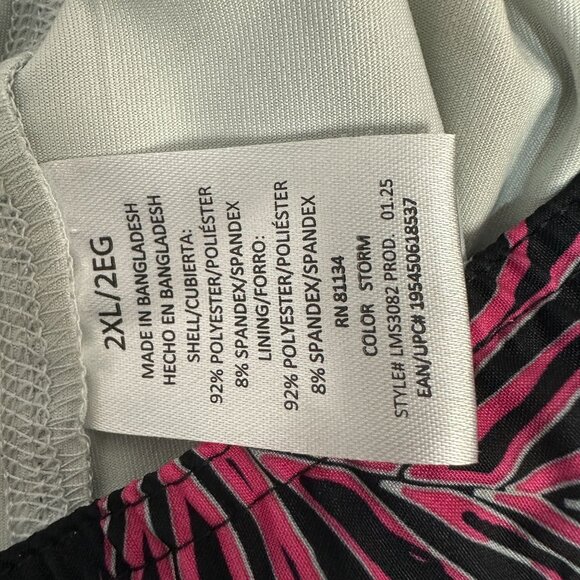 2XL/2EG
MADE IN BANGLADESH
HECHO EN BANGLADESH
SHELL/CUBIERTA:
92% POLYESTER/POLIÉSTER
8% SPANDEX/SPANDEX
LINING/FORRO:
92% POLYESTER/POLIÉSTER
8% SPANDEX/SPANDEX
RN 81134
COLOR STORM
STYLE# LMS3082 PROD. 01.25
EAN/UPC# 195450618537